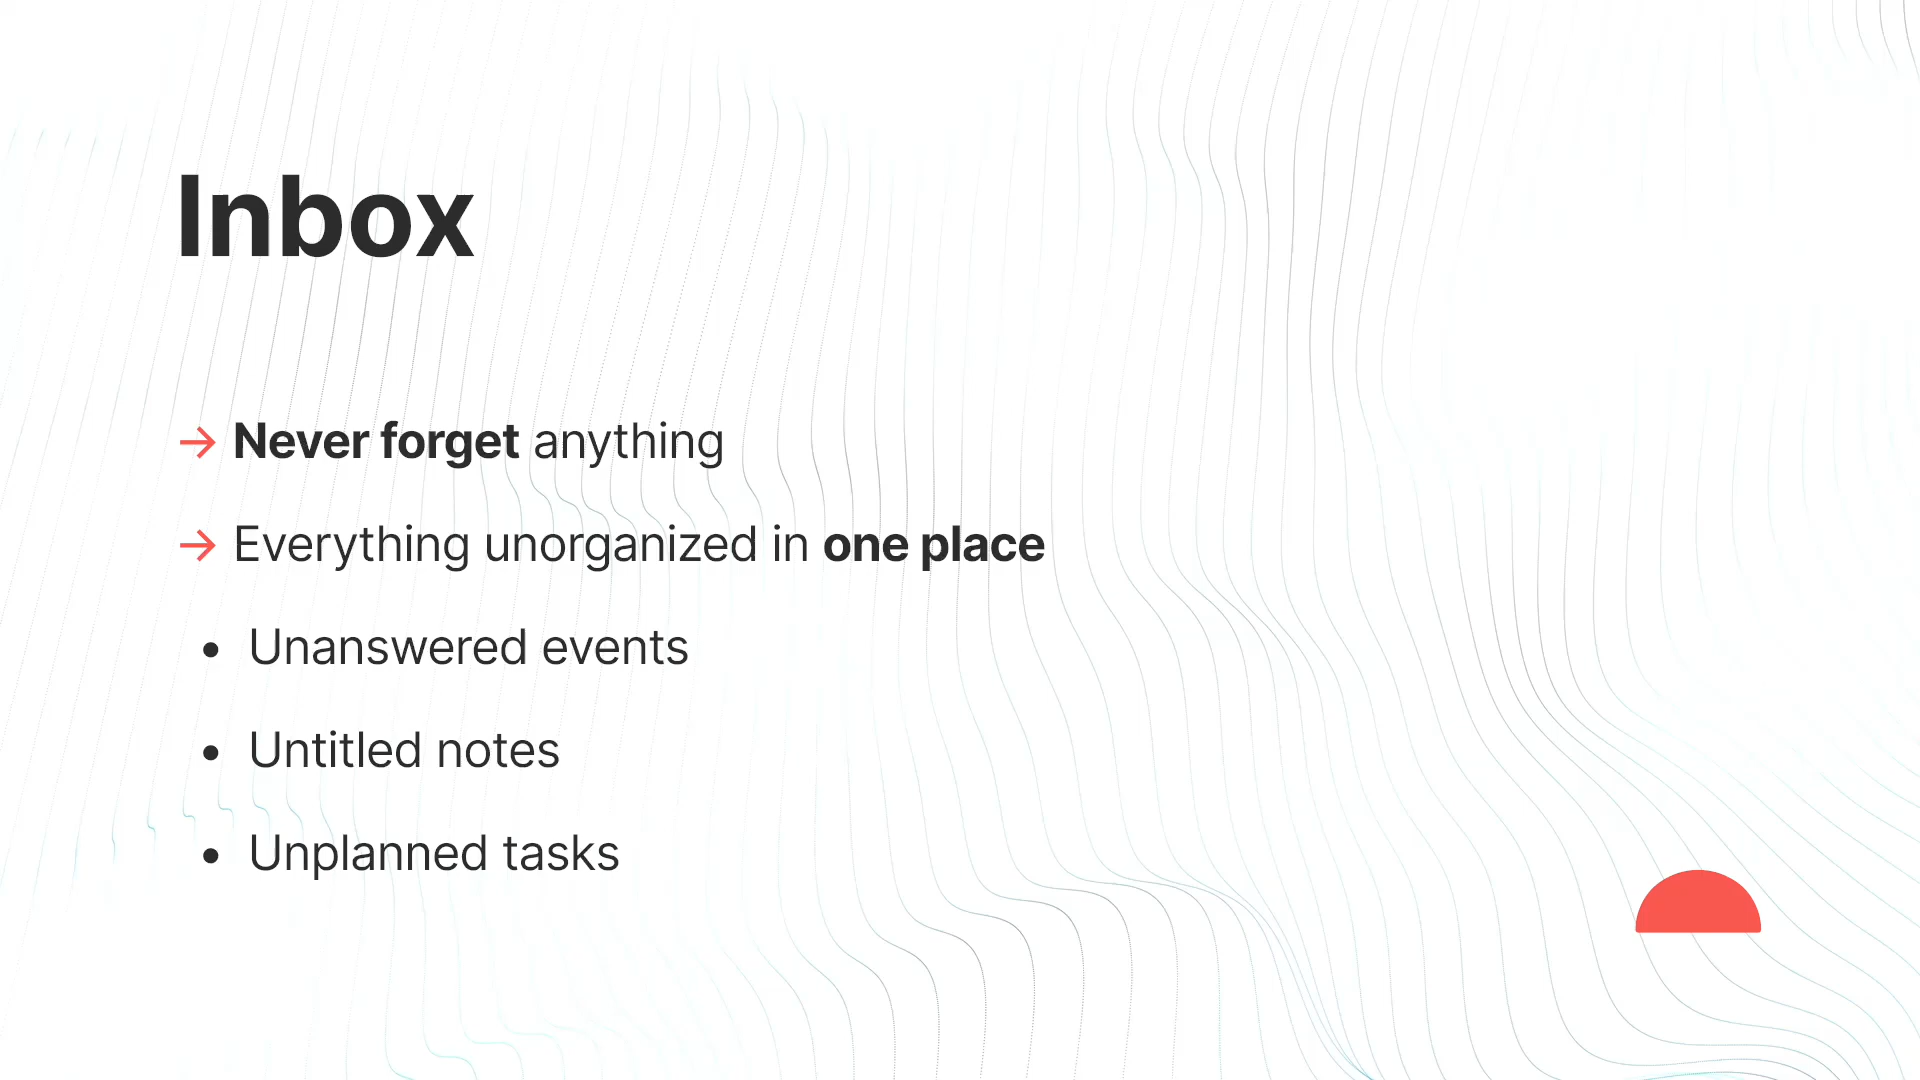 Inbox
→ Never forget anything
→ Everything unorganized in one place
• Unanswered events
• Untitled notes
• Unplanned tasks